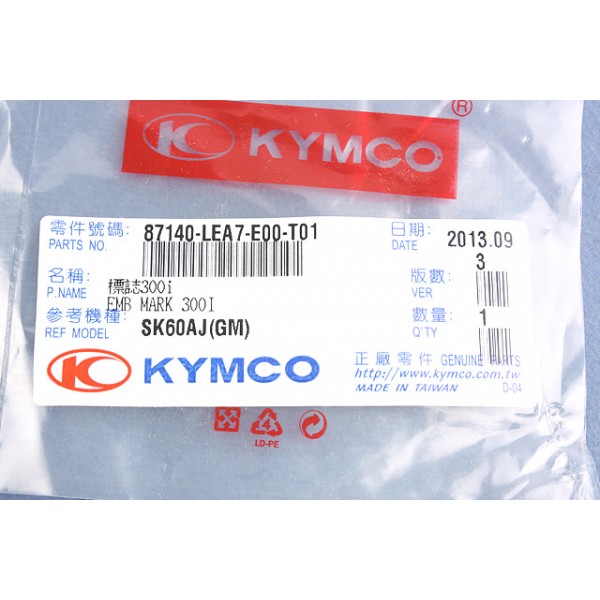 ®
KYMCO
零件號碼: 87140-LEA7-E00-T01
PARTS NO.
日期: 2013.09
DATE
名稱: 標誌300i
P.NAME EMB MARK 300I
版數: 3
VER
參考機種: SK60AJ(GM)
REF MODEL
數量: 1
Q'TY
KYMCO
正廠零件 GENUINE PARTS
http://www.kymco.com.tw
MADE IN TAIWAN D-04
4
LD-PE